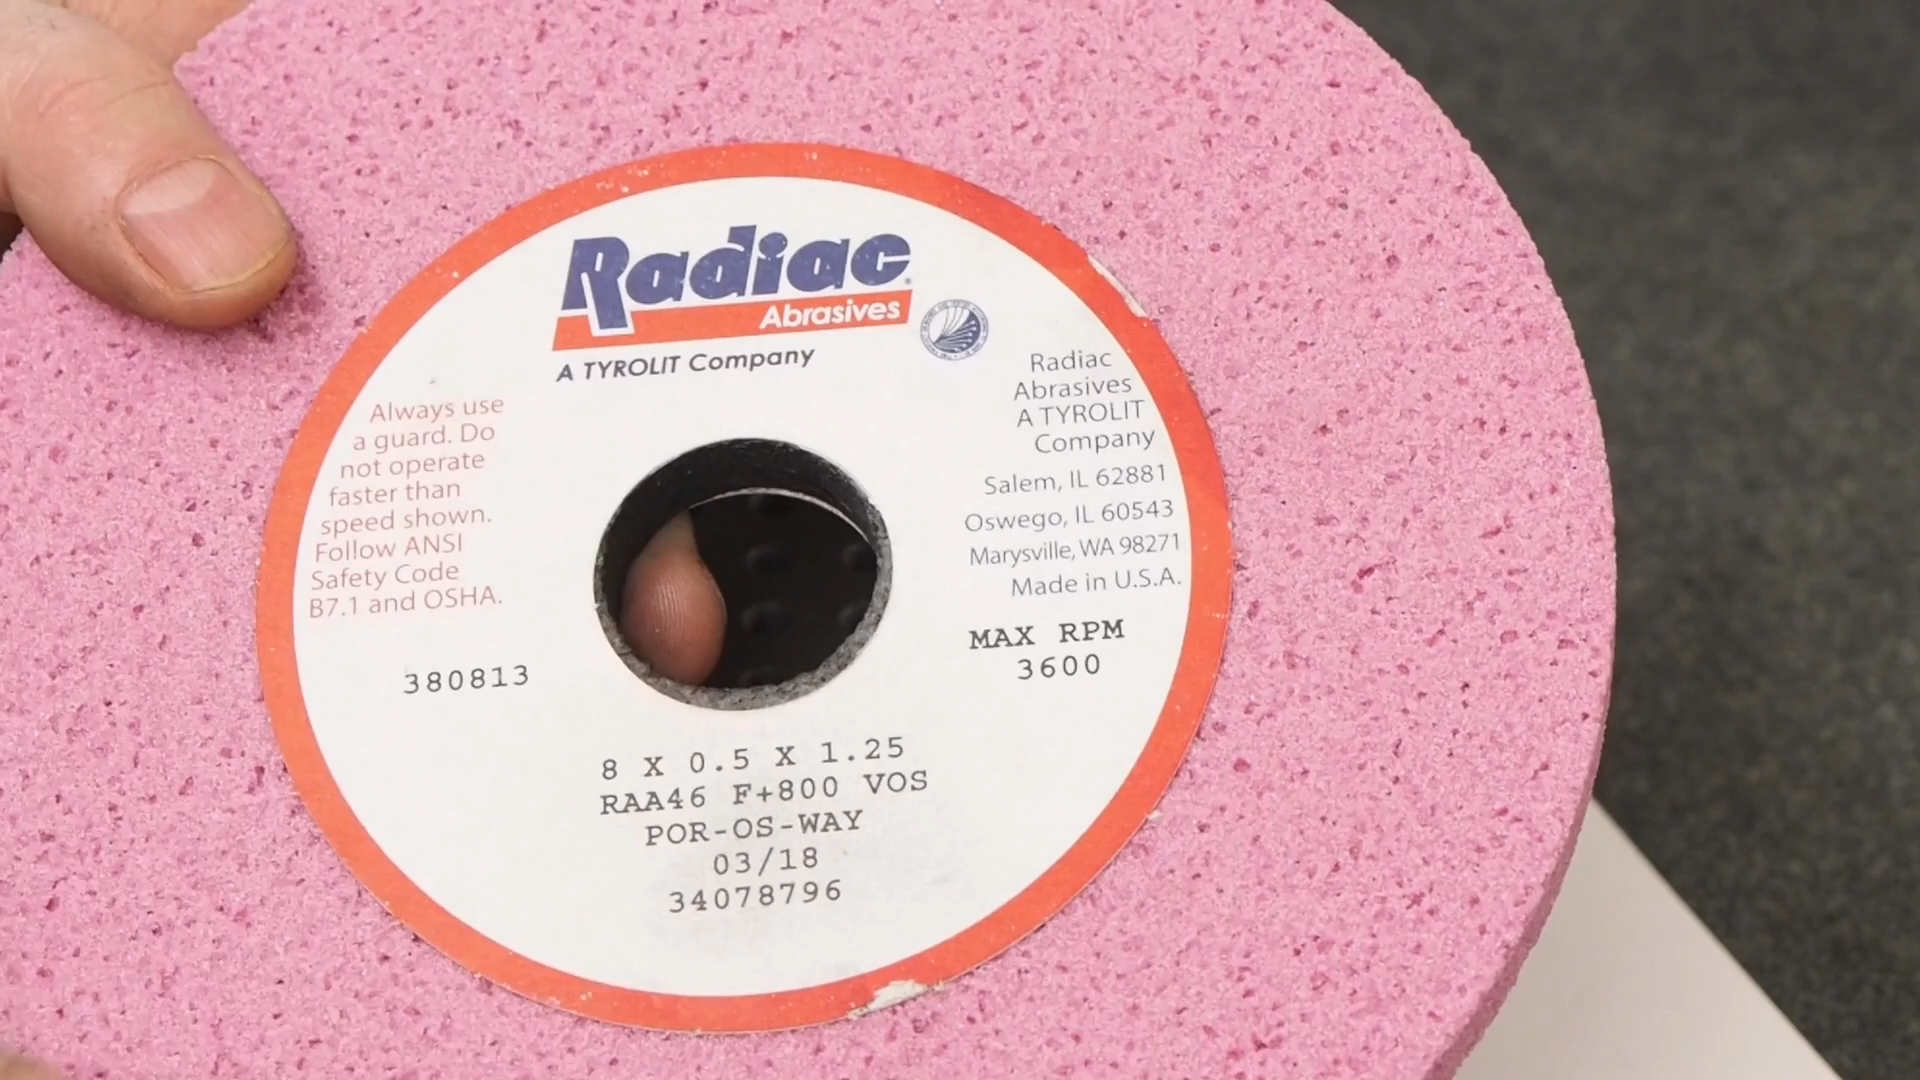 Radiac
Abrasives
A TYROLIT Company
Always use
a guard. Do
not operate
faster than
speed shown.
Follow ANSI
Safety Code
B7.1 and OSHA.
380813
Radiac
Abrasives
A TYROLIT
Company
Salem, IL 62881
Oswego, IL 60543
Marysville, WA 98271
Made in U.S.A.
MAX RPM
3600
8 X 0.5 X 1.25
RAA46 F+800 VOS
POR-OS-WAY
03/18
34078796